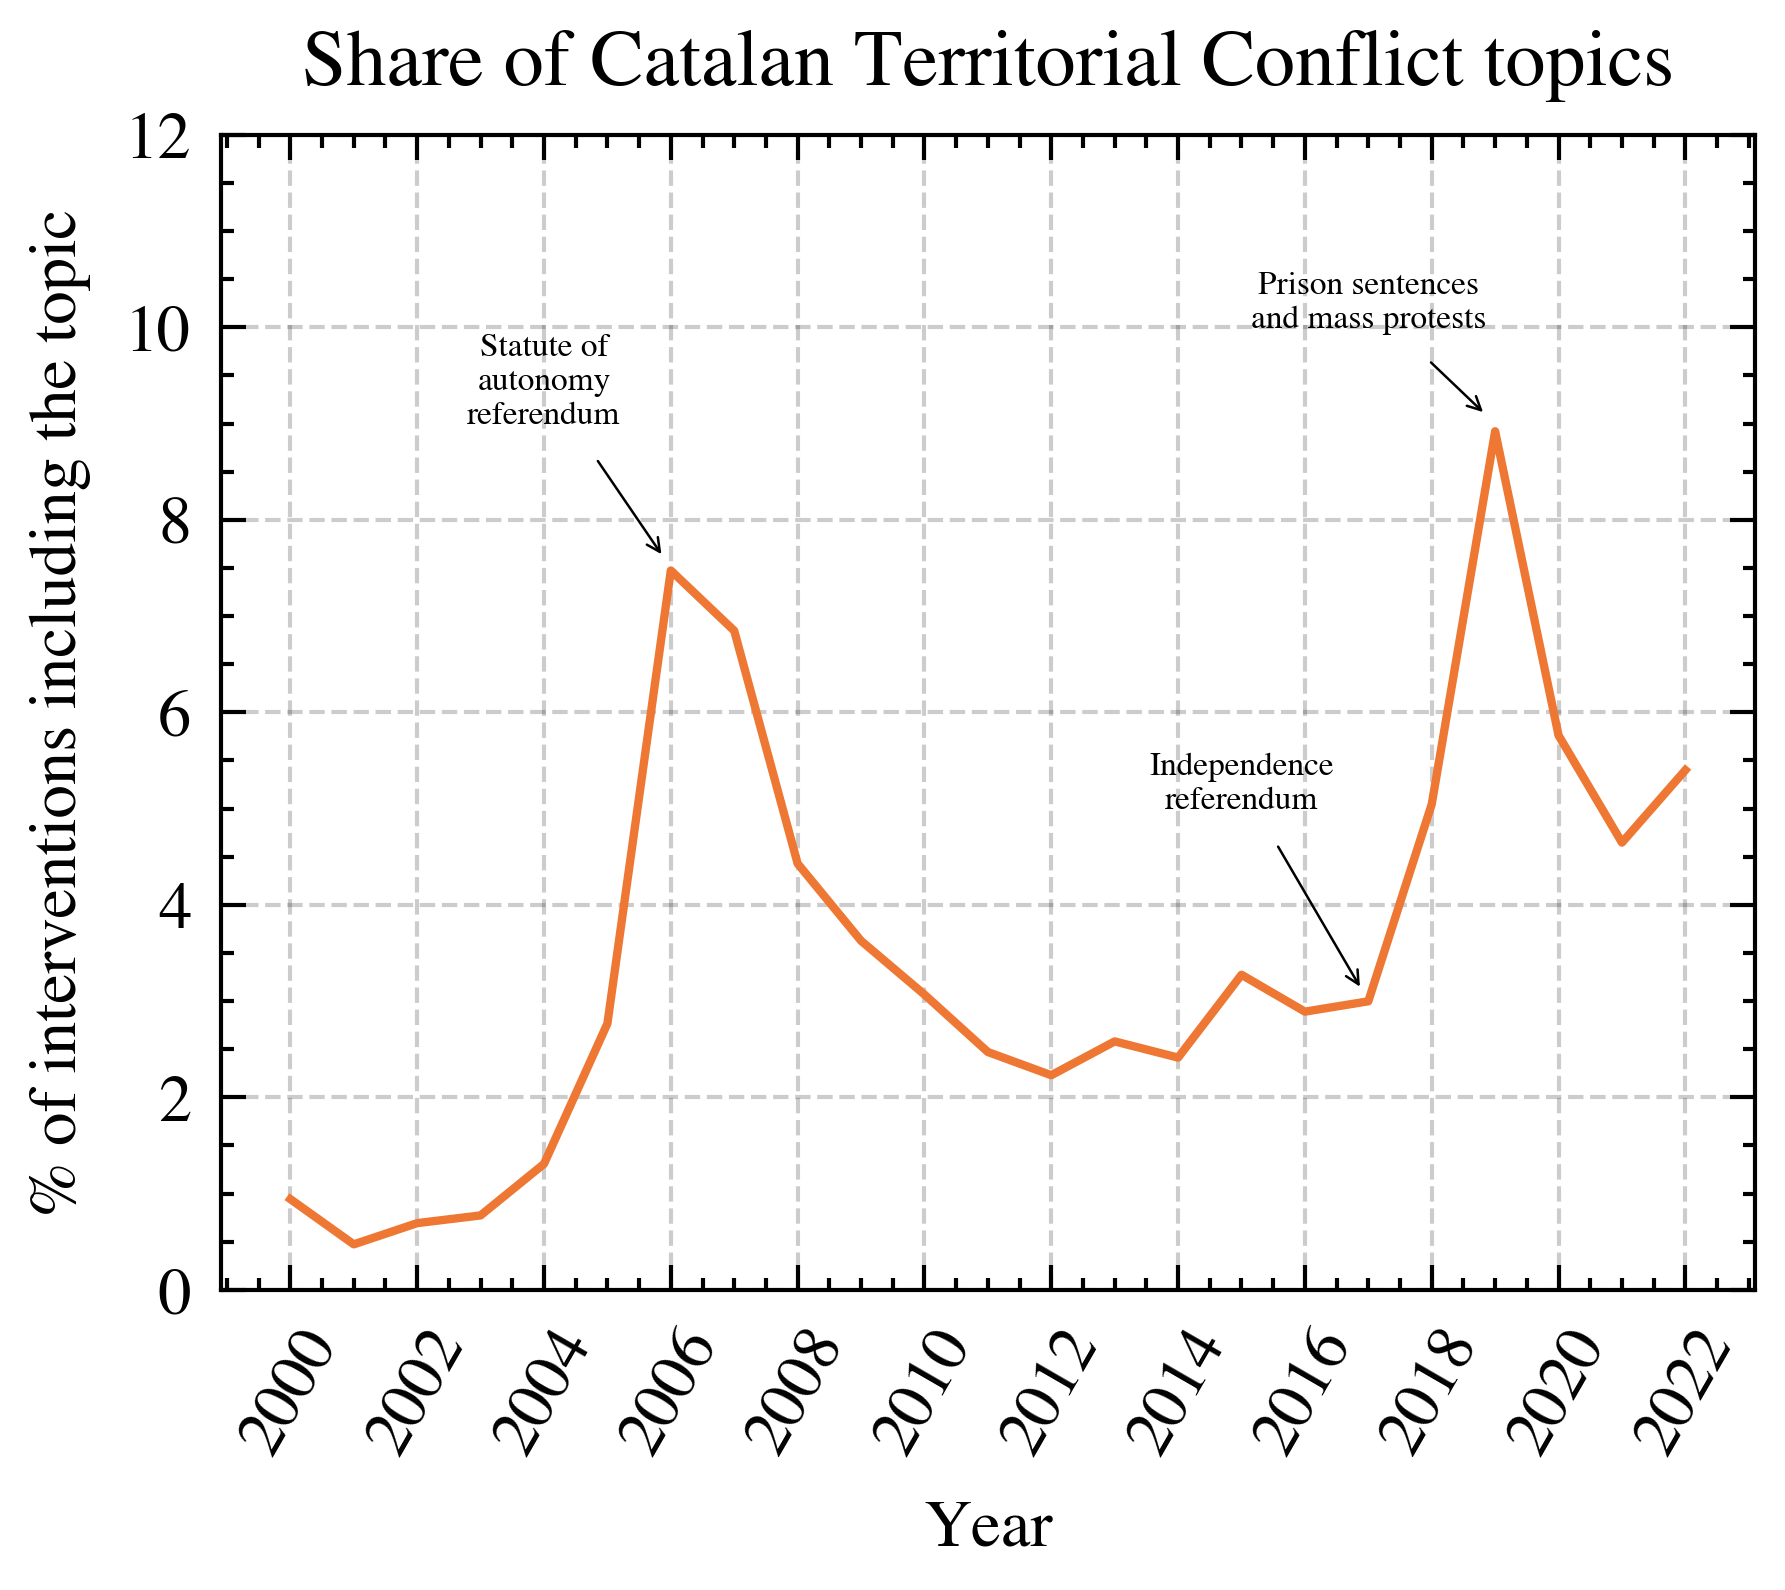 Share of Catalan Territorial Conflict topics
% of interventions including the topic
12
10
8
6
4
2
0
Statute of
autonomy
referendum
Prison sentences
and mass protests
Independence
referendum
2000
2002
2004
2006
2008
2010
2012
2014
2016
2018
2020
2022
Year